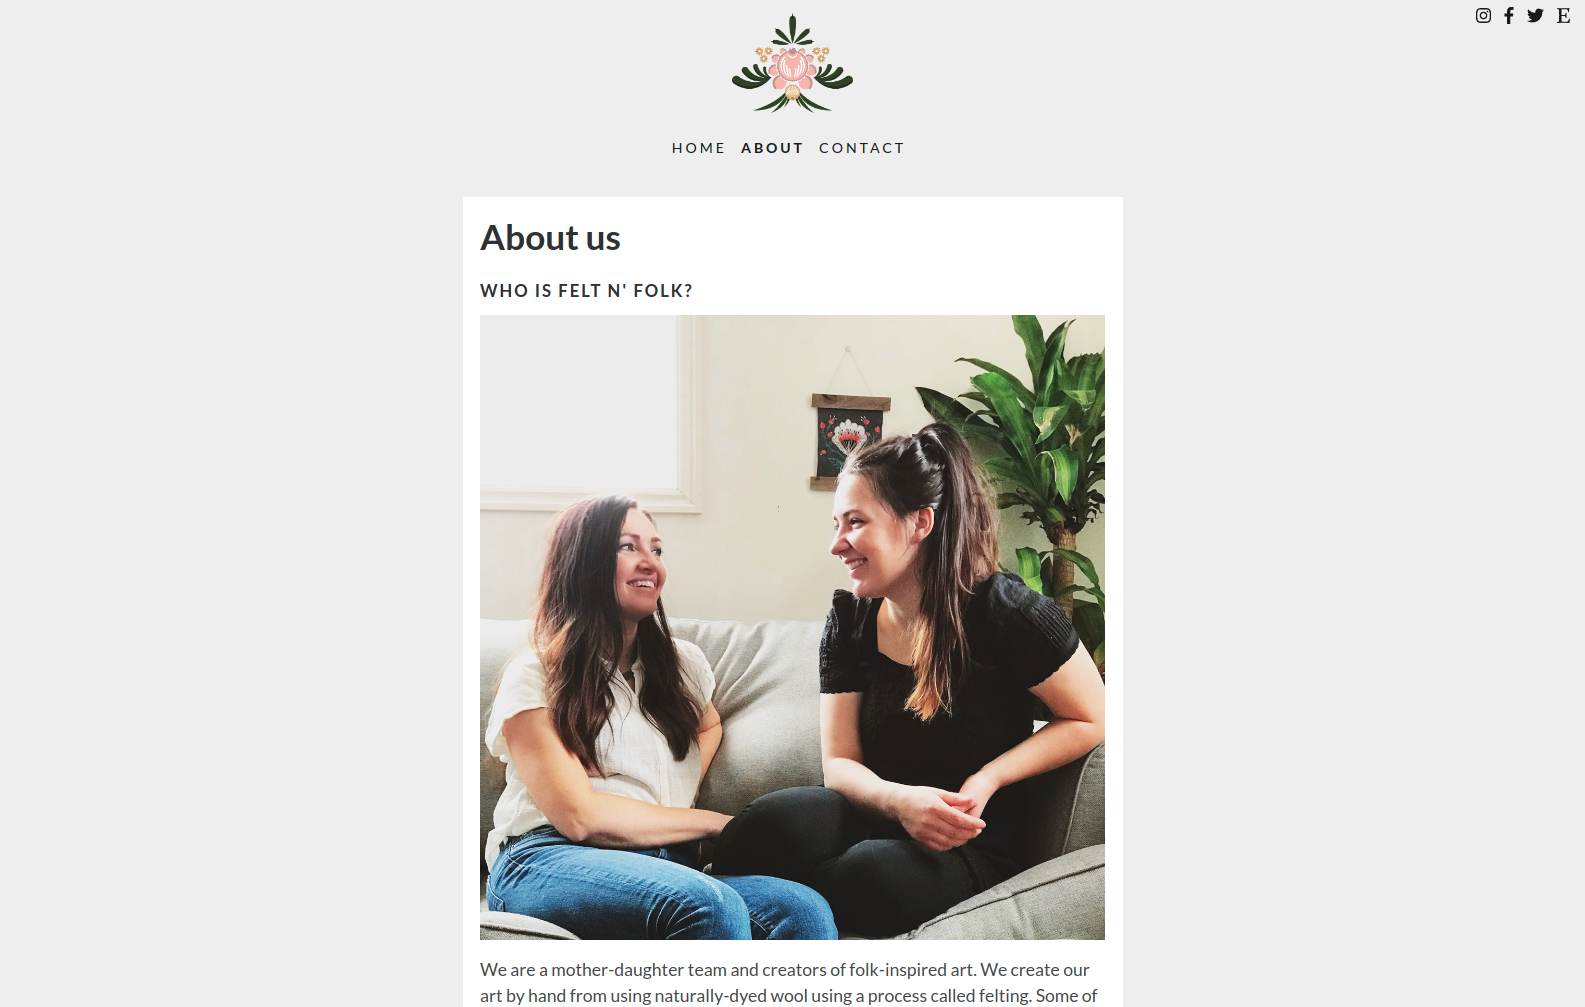 HOME ABOUT CONTACT
About us
WHO IS FELT N' FOLK?
We are a mother-daughter team and creators of folk-inspired art. We create our
art by hand from using naturally-dyed wool using a process called felting. Some of